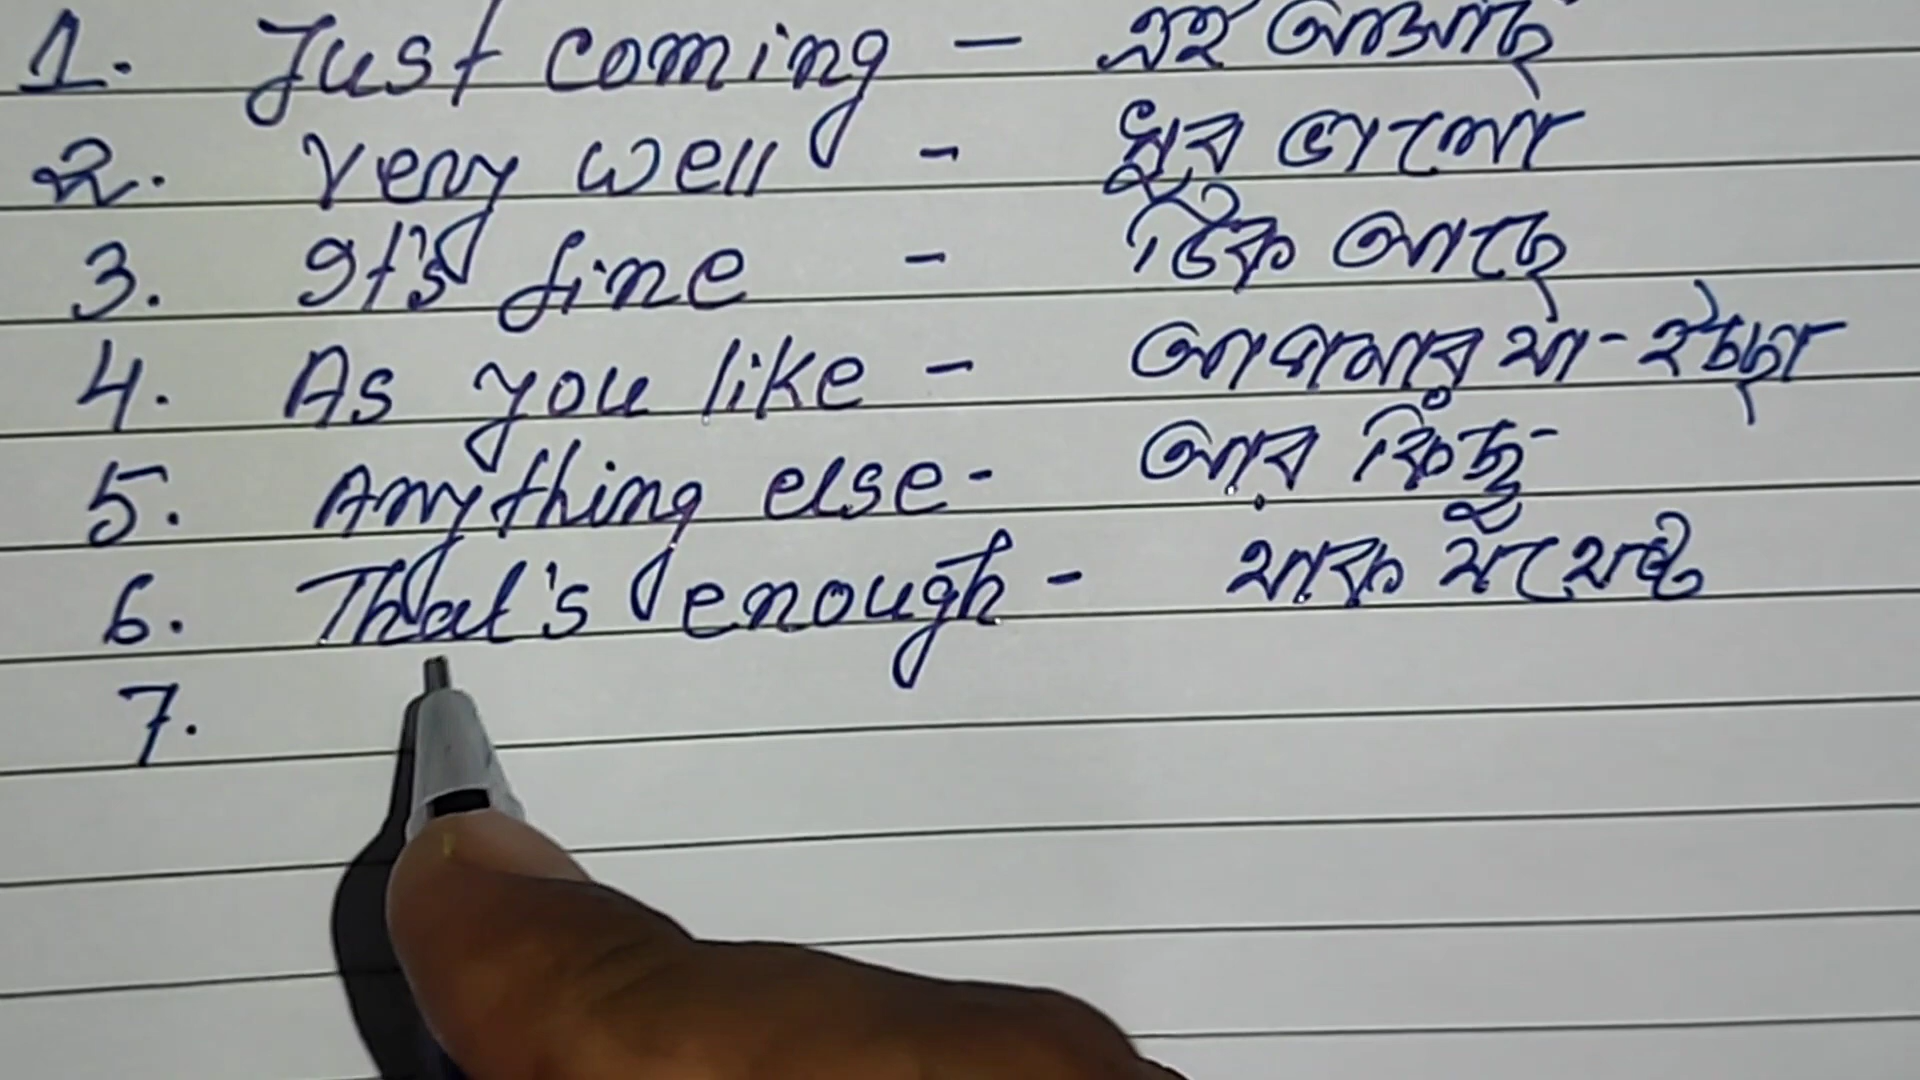 1. Just coming - এই আসছি
2. Very well - খুব ভালো
3. It's fine - ঠিক আছে
4. As you like - আপনার যা-ইচ্ছা
5. Anything else - আর কিছু
6. That's enough - থাক যথেষ্ট
7.